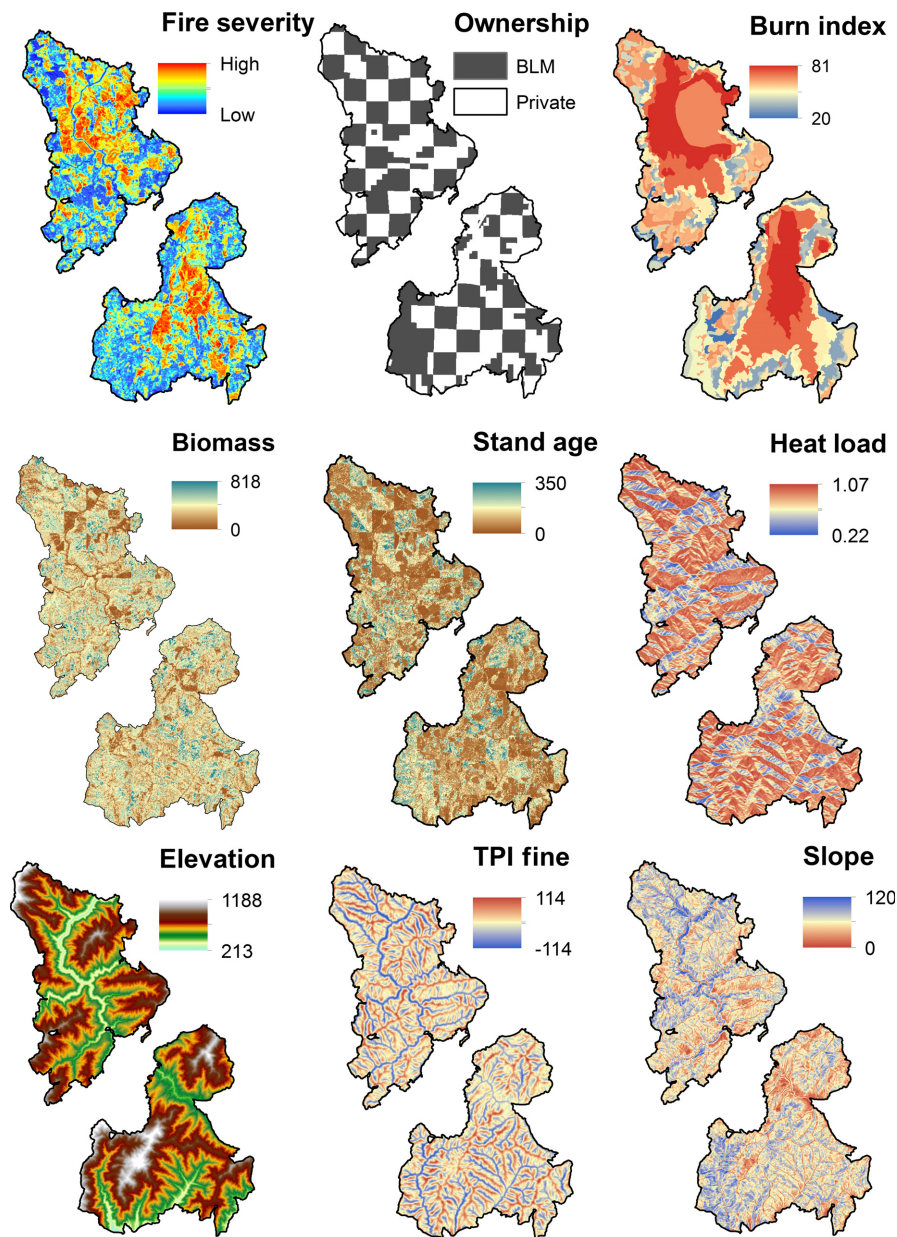 Fire severity
High
Low
Ownership
BLM
Private
Burn index
81
20
Biomass
818
0
Stand age
350
0
Heat load
1.07
0.22
Elevation
1188
213
TPI fine
114
-114
Slope
120
0